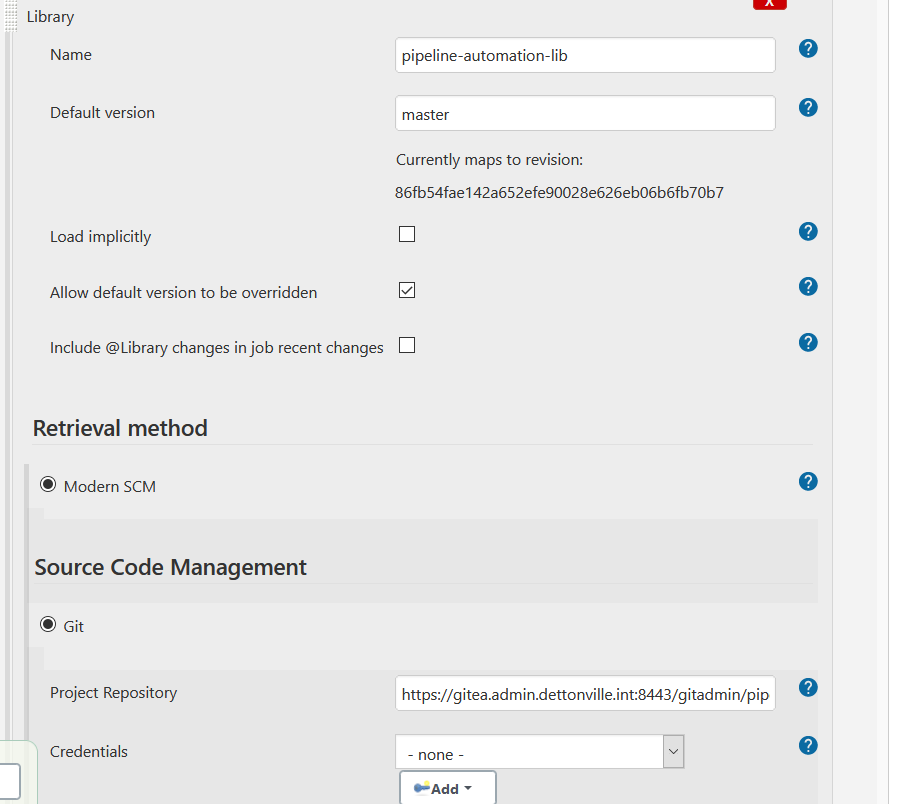 X
Library
Name
pipeline-automation-lib
?
Default version
master
?
Currently maps to revision:
86fb54fae142a652efe90028e626eb06b6fb70b7
Load implicitly
?
Allow default version to be overridden
?
Include @Library changes in job recent changes
?
Retrieval method
Modern SCM
?
Source Code Management
Git
Project Repository
https://gitea.admin.dettonville.int:8443/gitadmin/pip
?
Credentials
- none -
?
Add